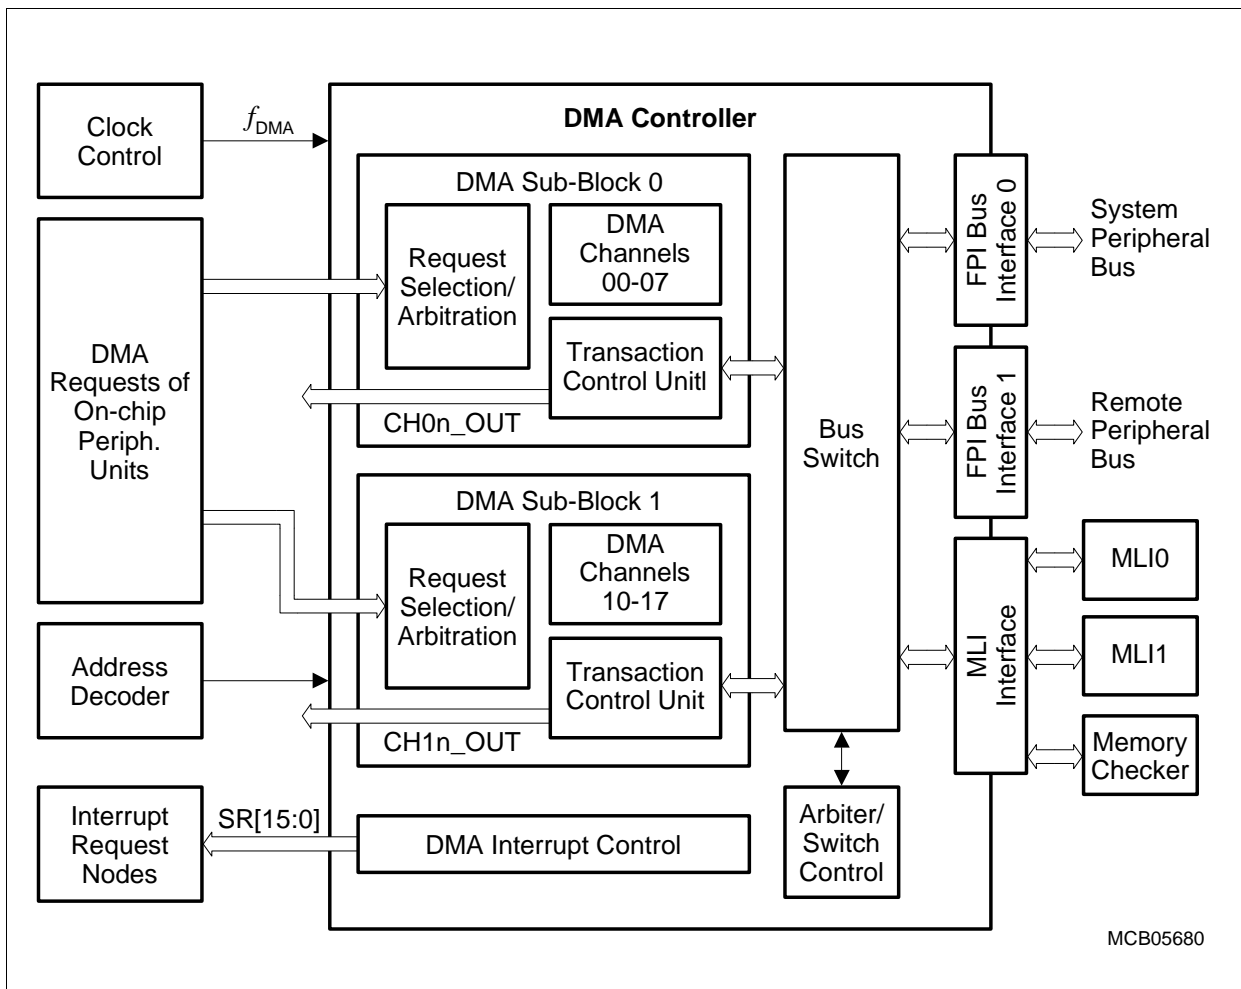 Clock
Control
fDMA
DMA Controller
DMA Sub-Block 0
Request
Selection/
Arbitration
DMA
Channels
00-07
Transaction
Control Unitl
CH0n_OUT
DMA
Requests of
On-chip
Periph.
Units
DMA Sub-Block 1
Request
Selection/
Arbitration
DMA
Channels
10-17
Transaction
Control Unit
CH1n_OUT
Address
Decoder
Interrupt
Request
Nodes
SR[15:0]
DMA Interrupt Control
Bus
Switch
Arbiter/
Switch
Control
FPI Bus
Interface 0
System
Peripheral
Bus
FPI Bus
Interface 1
Remote
Peripheral
Bus
MLI
Interface
MLI0
MLI1
Memory
Checker
MCB05680